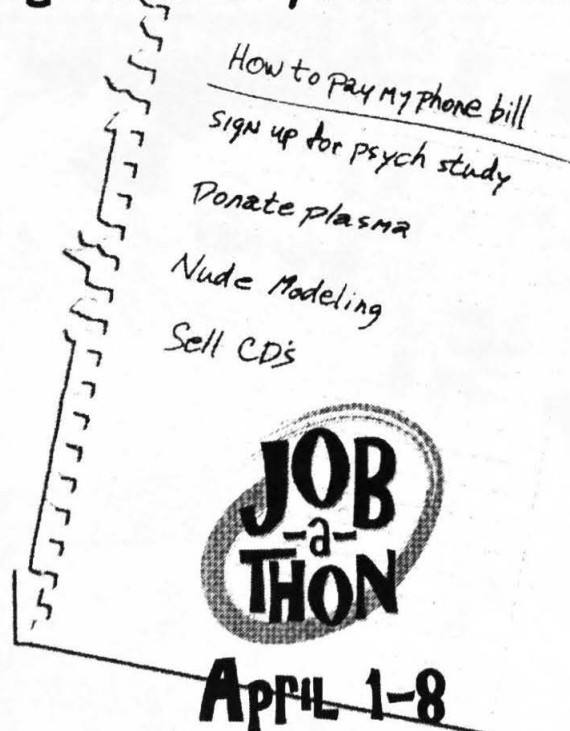 How to pay my phone bill
sign up for psych study
Donate plasma
Nude Modeling
Sell CD's
JOB
-a-
THON
April 1-8